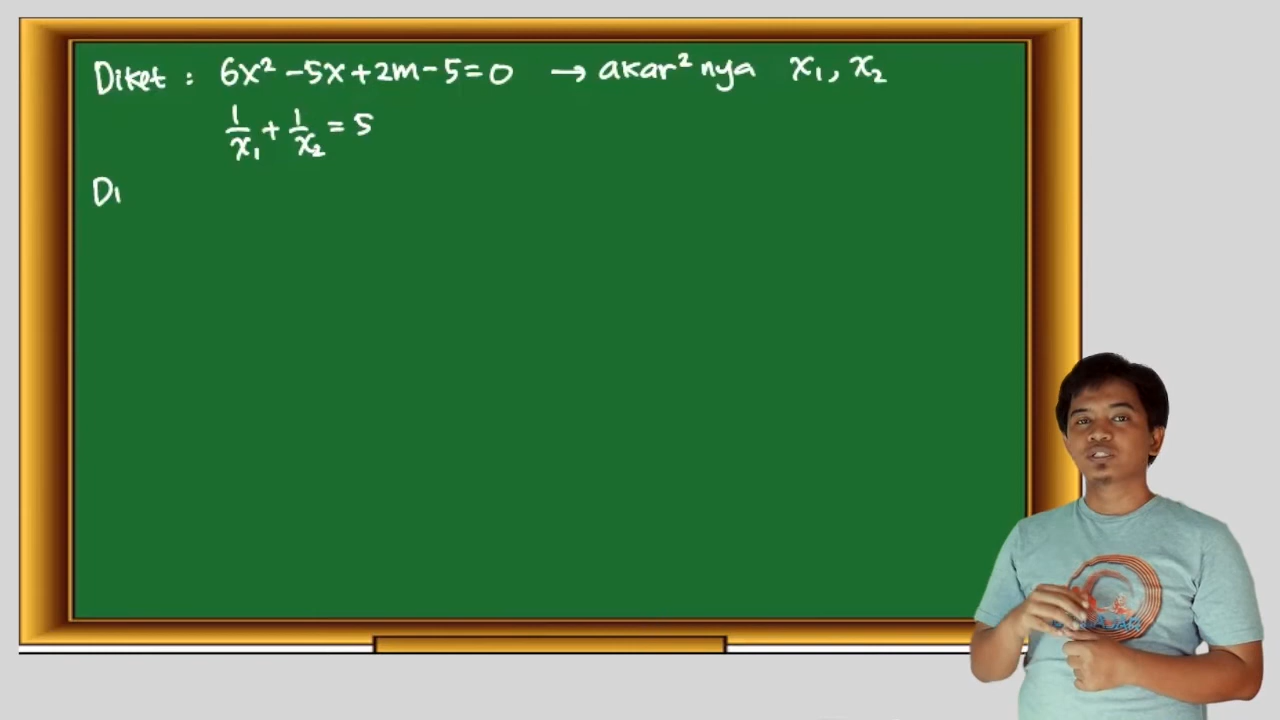 Diket : 6x² -5x+2m-5=0 → akar² nya x₁, x₂
1/x₁ + 1/x₂ = 5
Di